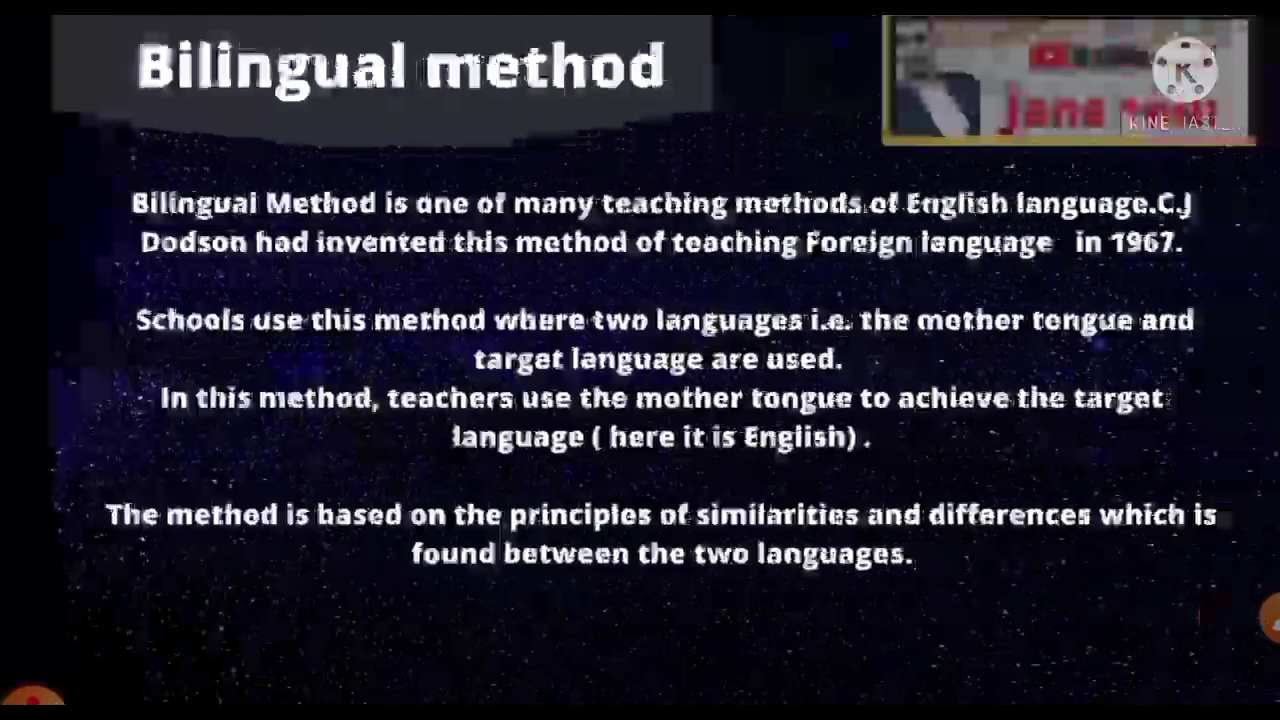 Bilingual method
jane
KINEMASTER
Bilingual Method is one of many teaching methods of English language.C.J
Dodson had invented this method of teaching Foreign language in 1967.
Schools use this method where two languages i.e. the mother tongue and
target language are used.
In this method, teachers use the mother tongue to achieve the target
language ( here it is English) .
The method is based on the principles of similarities and differences which is
found between the two languages.